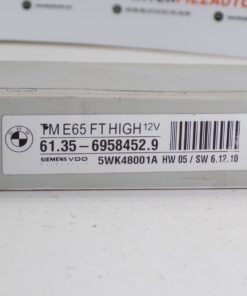 TM E65 FT HIGH 12V
61.35-6958452.9
SIEMENS VDO 5WK48001A HW 05 / SW 6.12.10